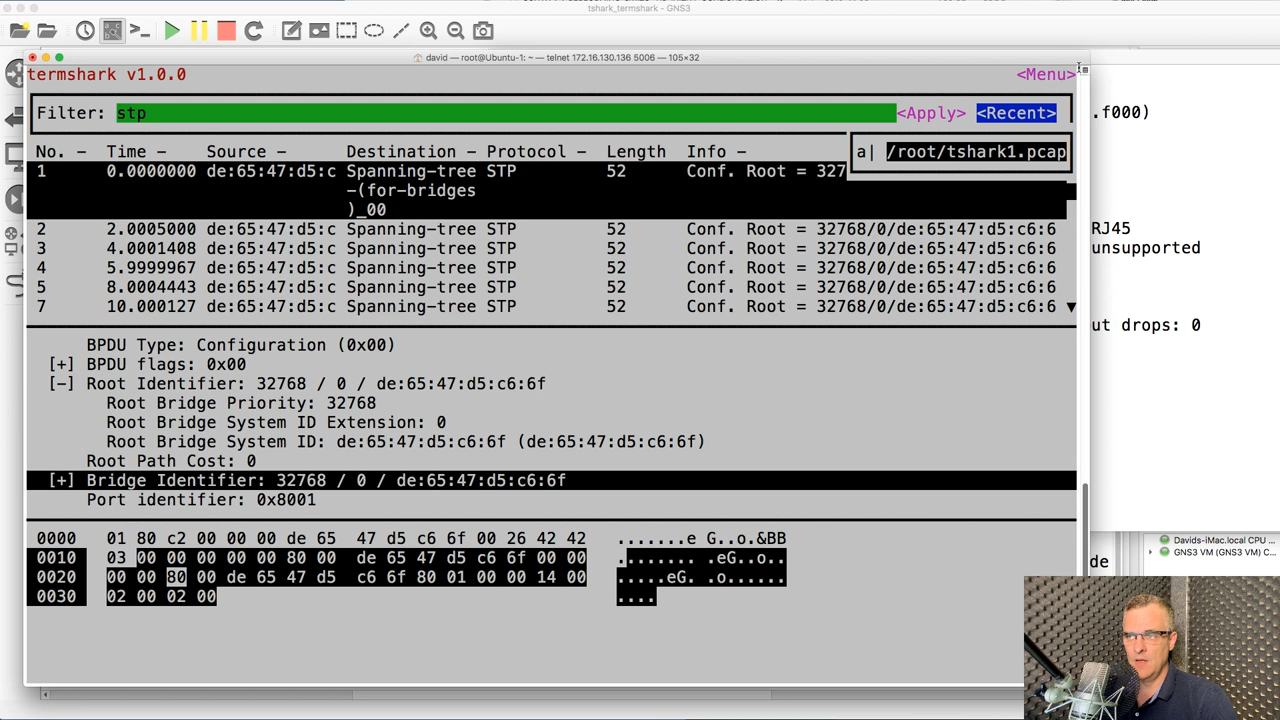 tshark_termshark - GNS3
david — root@Ubuntu-1: ~ — telnet 172.16.130.136 5006 — 105×32
termshark v1.0.0 <Menu>
Filter: stp <Apply> <Recent>
.f000)
No. - Time - Source - Destination - Protocol - Length Info -
a| /root/tshark1.pcap
1 0.0000000 de:65:47:d5:c Spanning-tree STP 52 Conf. Root = 327
-(for-bridges
)_00
2 2.0005000 de:65:47:d5:c Spanning-tree STP 52 Conf. Root = 32768/0/de:65:47:d5:c6:6
RJ45
3 4.0001408 de:65:47:d5:c Spanning-tree STP 52 Conf. Root = 32768/0/de:65:47:d5:c6:6
unsupported
4 5.9999967 de:65:47:d5:c Spanning-tree STP 52 Conf. Root = 32768/0/de:65:47:d5:c6:6
5 8.0004443 de:65:47:d5:c Spanning-tree STP 52 Conf. Root = 32768/0/de:65:47:d5:c6:6
7 10.000127 de:65:47:d5:c Spanning-tree STP 52 Conf. Root = 32768/0/de:65:47:d5:c6:6 ▼
ut drops: 0
BPDU Type: Configuration (0x00)
[+] BPDU flags: 0x00
[-] Root Identifier: 32768 / 0 / de:65:47:d5:c6:6f
Root Bridge Priority: 32768
Root Bridge System ID Extension: 0
Root Bridge System ID: de:65:47:d5:c6:6f (de:65:47:d5:c6:6f)
Root Path Cost: 0
[+] Bridge Identifier: 32768 / 0 / de:65:47:d5:c6:6f
Port identifier: 0x8001
0000 01 80 c2 00 00 00 de 65 47 d5 c6 6f 00 26 42 42 .......e G..o.&BB
0010 03 00 00 00 00 00 80 00 de 65 47 d5 c6 6f 00 00 ........ .eG..o..
0020 00 00 80 00 de 65 47 d5 c6 6f 80 01 00 00 14 00 .....eG. .o......
0030 02 00 02 00 ....
Davids-iMac.local CPU ...
GNS3 VM (GNS3 VM) C...
de